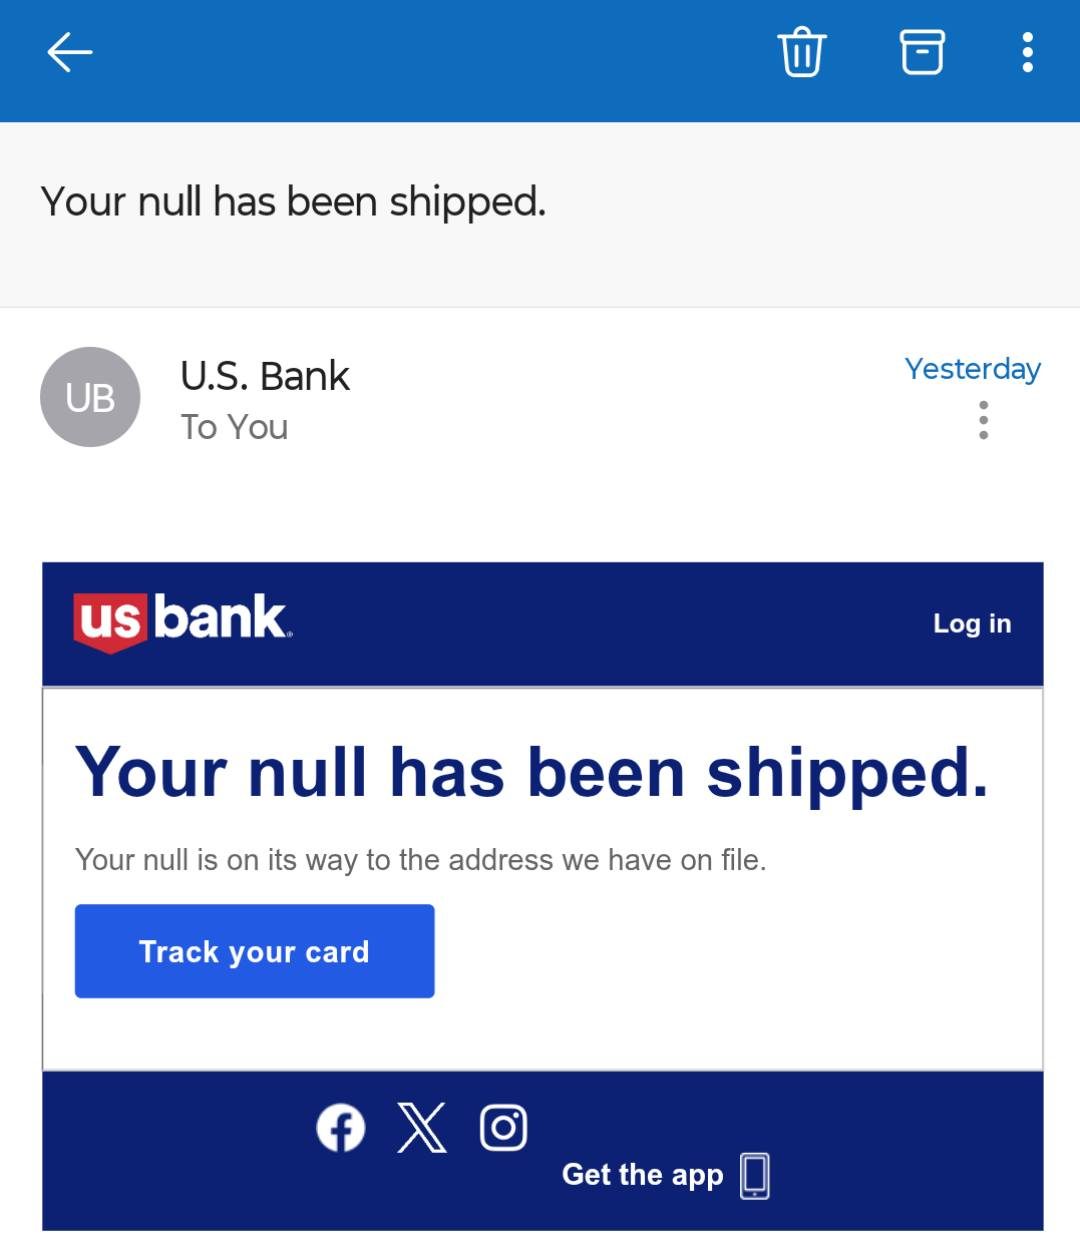 Your null has been shipped.
UB
U.S. Bank
Yesterday
To You
us bank.
Log in
Your null has been shipped.
Your null is on its way to the address we have on file.
Track your card
Get the app